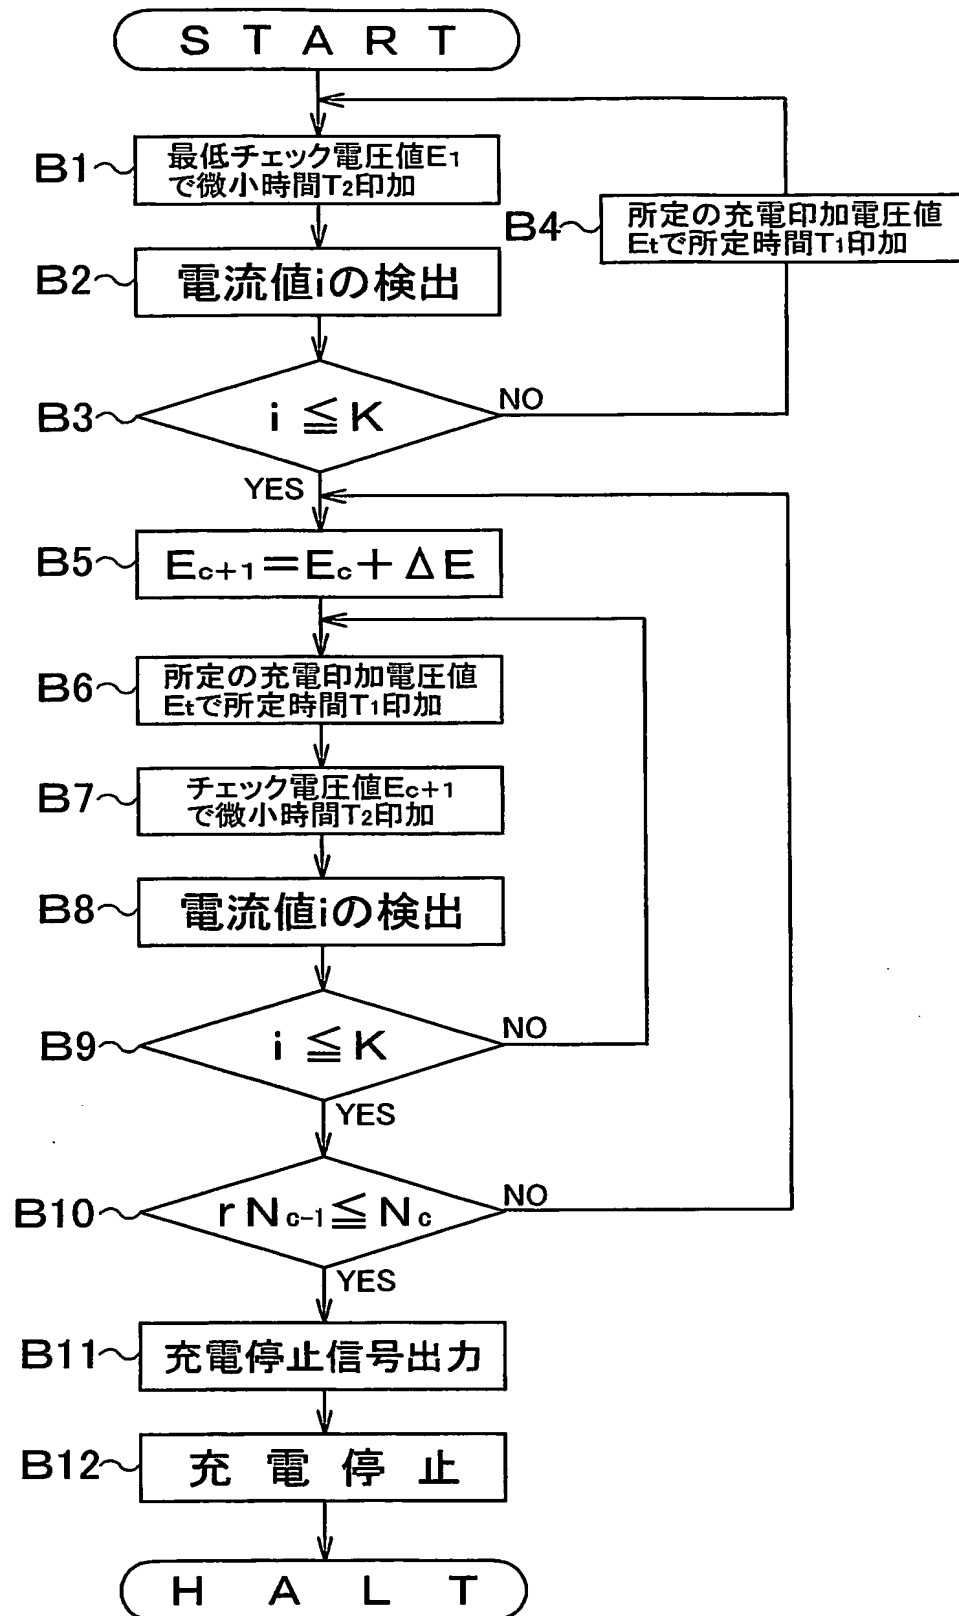 START
B1
最低チェック電圧値E1
で微小時間T2印加
B4
所定の充電印加電圧値
Etで所定時間T1印加
B2
電流値iの検出
B3
i ≦ K
NO
YES
B5
Ec+1=Ec+ΔE
B6
所定の充電印加電圧値
Etで所定時間T1印加
B7
チェック電圧値Ec+1
で微小時間T2印加
B8
電流値iの検出
B9
i ≦ K
NO
YES
B10
rNc-1≦Nc
NO
YES
B11
充電停止信号出力
B12
充電停止
HALT